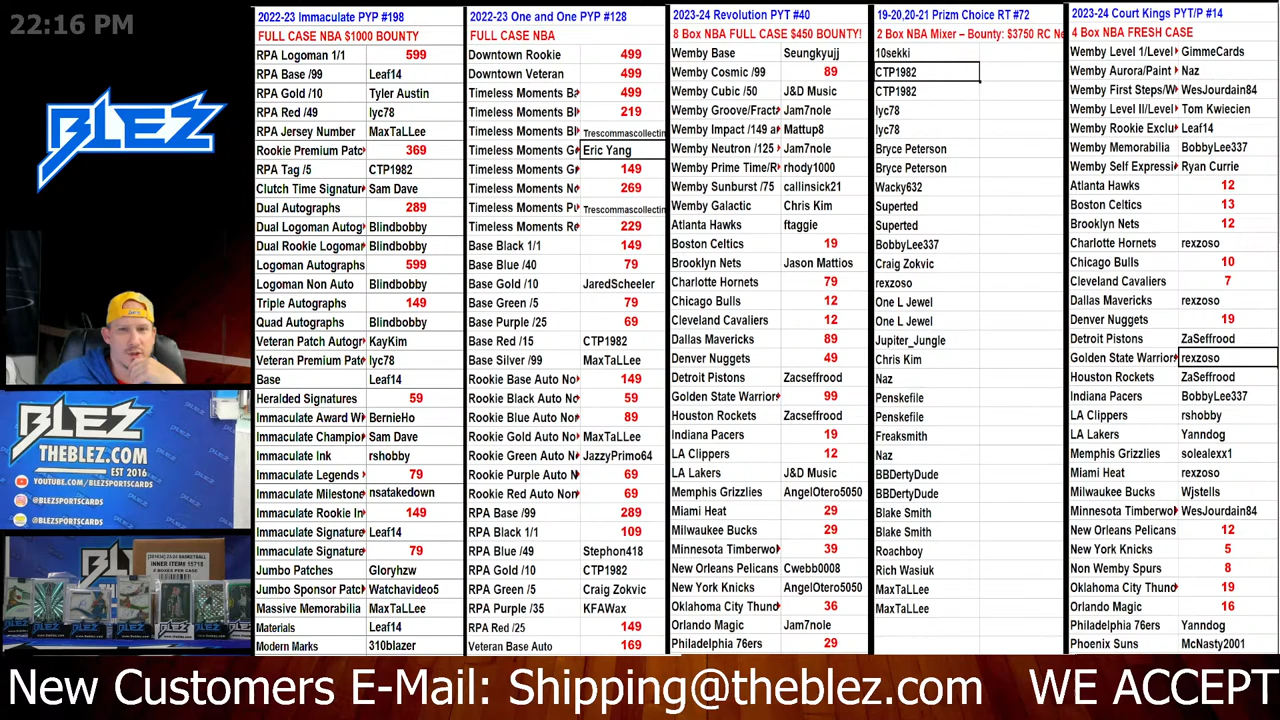 22:16 PM
BLEZ
BLEZ
THEBLEZ.COM
EST 2016
YOUTUBE.COM/BLEZSPORTSCARDS
@BLEZSPORTSCARDS
@BLEZSPORTSCARDS
INNER ITEM# 15718
2022-23 Immaculate PYP #198
FULL CASE NBA $1000 BOUNTY
RPA Logoman 1/1 599
RPA Base /99 Leaf14
RPA Gold /10 Tyler Austin
RPA Red /49 lyc78
RPA Jersey Number MaxTaLLee
Rookie Premium Patc 369
RPA Tag /5 CTP1982
Clutch Time Signatur Sam Dave
Dual Autographs 289
Dual Logoman Autog Blindbobby
Dual Rookie Logomar Blindbobby
Logoman Autographs 599
Logoman Non Auto Blindbobby
Triple Autographs 149
Quad Autographs Blindbobby
Veteran Patch Autogr KayKim
Veteran Premium Pat lyc78
Base Leaf14
Heralded Signatures 59
Immaculate Award W BernieHo
Immaculate Champio Sam Dave
Immaculate Ink rshobby
Immaculate Legends 79
Immaculate Milestone nsatakedown
Immaculate Rookie In 149
Immaculate Signature Leaf14
Immaculate Signature 79
Jumbo Patches Gloryhzw
Jumbo Sponsor Patc Watchavideo5
Massive Memorabilia MaxTaLLee
Materials Leaf14
Modern Marks 310blazer
2022-23 One and One PYP #128
FULL CASE NBA
Downtown Rookie 499
Downtown Veteran 499
Timeless Moments Ba 499
Timeless Moments Bl 219
Timeless Moments Bl Trescommascollectin
Timeless Moments G Eric Yang
Timeless Moments G 149
Timeless Moments No 269
Timeless Moments Pu Trescommascollectin
Timeless Moments Re 229
Base Black 1/1 149
Base Blue /40 79
Base Gold /10 JaredScheeler
Base Green /5 79
Base Purple /25 69
Base Red /15 CTP1982
Base Silver /99 MaxTaLLee
Rookie Base Auto No 149
Rookie Black Auto No 59
Rookie Blue Auto No 89
Rookie Gold Auto No MaxTaLLee
Rookie Green Auto No JazzyPrimo64
Rookie Purple Auto N 69
Rookie Red Auto Non 69
RPA Base /99 289
RPA Black 1/1 109
RPA Blue /49 Stephon418
RPA Gold /10 CTP1982
RPA Green /5 Craig Zokvic
RPA Purple /35 KFAWax
RPA Red /25 149
Veteran Base Auto 169
2023-24 Revolution PYT #40
8 Box NBA FULL CASE $450 BOUNTY!
Wemby Base Seungkyujj
Wemby Cosmic /99 89
Wemby Cubic /50 J&D Music
Wemby Groove/Fract Jam7nole
Wemby Impact /149 a Mattup8
Wemby Neutron /125 Jam7nole
Wemby Prime Time/R rhody1000
Wemby Sunburst /75 callinsick21
Wemby Galactic Chris Kim
Atlanta Hawks ftaggie
Boston Celtics 19
Brooklyn Nets Jason Mattios
Charlotte Hornets 79
Chicago Bulls 12
Cleveland Cavaliers 12
Dallas Mavericks 89
Denver Nuggets 49
Detroit Pistons Zacseffrood
Golden State Warriors 99
Houston Rockets Zacseffrood
Indiana Pacers 19
LA Clippers 12
LA Lakers J&D Music
Memphis Grizzlies AngelOtero5050
Miami Heat 29
Milwaukee Bucks 29
Minnesota Timberwo 39
New Orleans Pelicans Cwebb0008
New York Knicks AngelOtero5050
Oklahoma City Thund 36
Orlando Magic Jam7nole
Philadelphia 76ers 29
19-20,20-21 Prizm Choice RT #72
2 Box NBA Mixer – Bounty: $3750 RC Ne
10sekki
CTP1982
CTP1982
lyc78
lyc78
Bryce Peterson
Bryce Peterson
Wacky632
Superted
Superted
BobbyLee337
Craig Zokvic
rexzoso
One L Jewel
One L Jewel
Jupiter_Jungle
Chris Kim
Naz
Penskefile
Penskefile
Freaksmith
Naz
BBDertyDude
BBDertyDude
Blake Smith
Blake Smith
Roachboy
Rich Wasiuk
MaxTaLLee
MaxTaLLee
2023-24 Court Kings PYT/P #14
4 Box NBA FRESH CASE
Wemby Level 1/Level GimmeCards
Wemby Aurora/Paint Naz
Wemby First Steps/W WesJourdain84
Wemby Level II/Level Tom Kwiecien
Wemby Rookie Exclu Leaf14
Wemby Memorabilia BobbyLee337
Wemby Self Expressi Ryan Currie
Atlanta Hawks 12
Boston Celtics 13
Brooklyn Nets 12
Charlotte Hornets rexzoso
Chicago Bulls 10
Cleveland Cavaliers 7
Dallas Mavericks rexzoso
Denver Nuggets 19
Detroit Pistons ZaSeffrood
Golden State Warrior rexzoso
Houston Rockets ZaSeffrood
Indiana Pacers BobbyLee337
LA Clippers rshobby
LA Lakers Yanndog
Memphis Grizzlies solealexx1
Miami Heat rexzoso
Milwaukee Bucks Wjstells
Minnesota Timberwo WesJourdain84
New Orleans Pelicans 12
New York Knicks 5
Non Wemby Spurs 8
Oklahoma City Thun 19
Orlando Magic 16
Philadelphia 76ers Yanndog
Phoenix Suns McNasty2001
New Customers E-Mail: Shipping@theblez.com WE ACCEPT